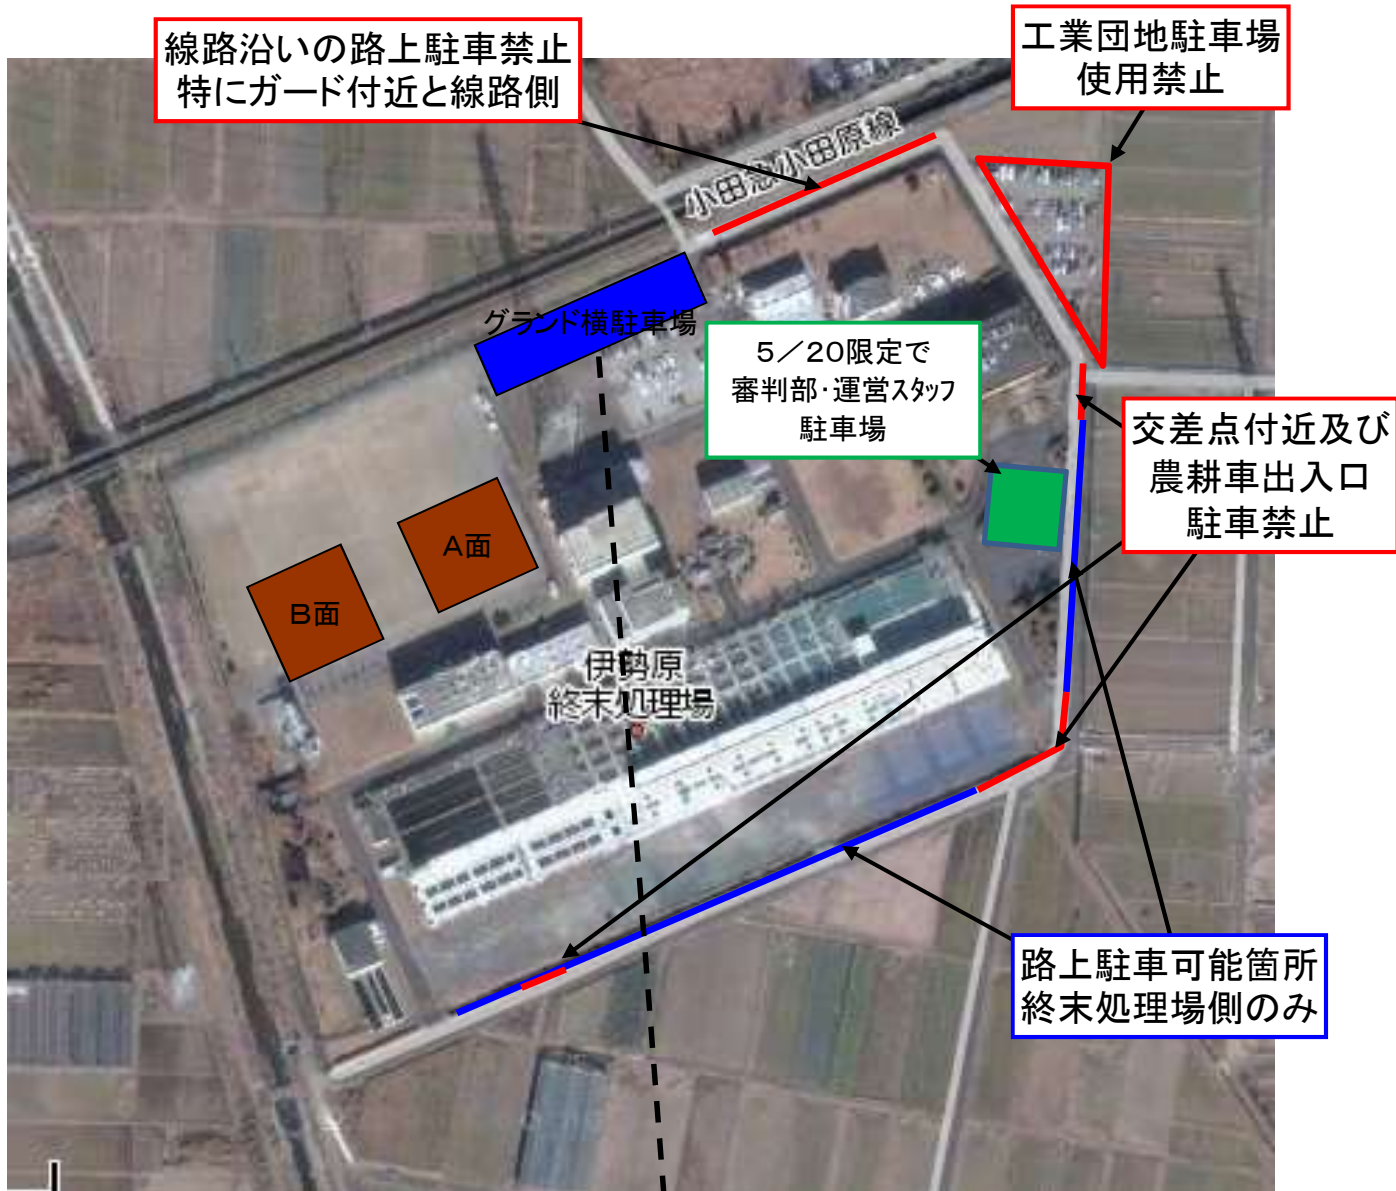 線路沿いの路上駐車禁止
特にガード付近と線路側
工業団地駐車場
使用禁止
小田急小田原線
グランド横駐車場
5／20限定で
審判部・運営スタッフ
駐車場
交差点付近及び
農耕車出入口
駐車禁止
A面
B面
伊勢原
終末処理場
路上駐車可能箇所
終末処理場側のみ